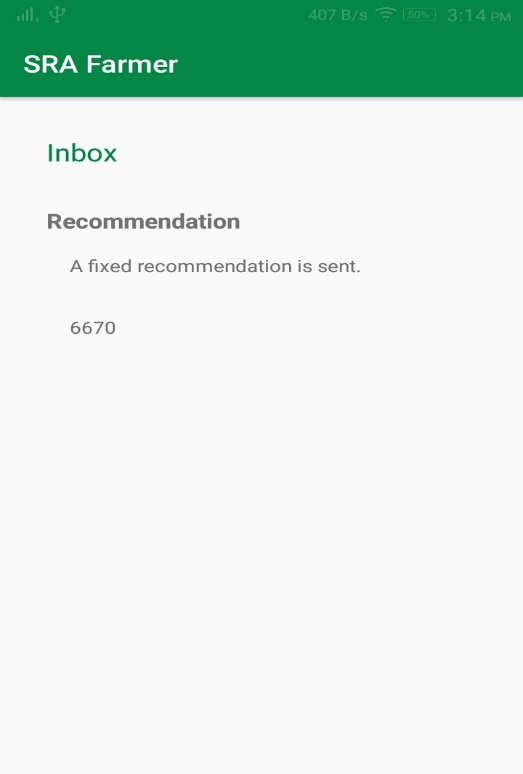 407 B/s 50% 3:14 PM
SRA Farmer
Inbox
Recommendation
A fixed recommendation is sent.
6670